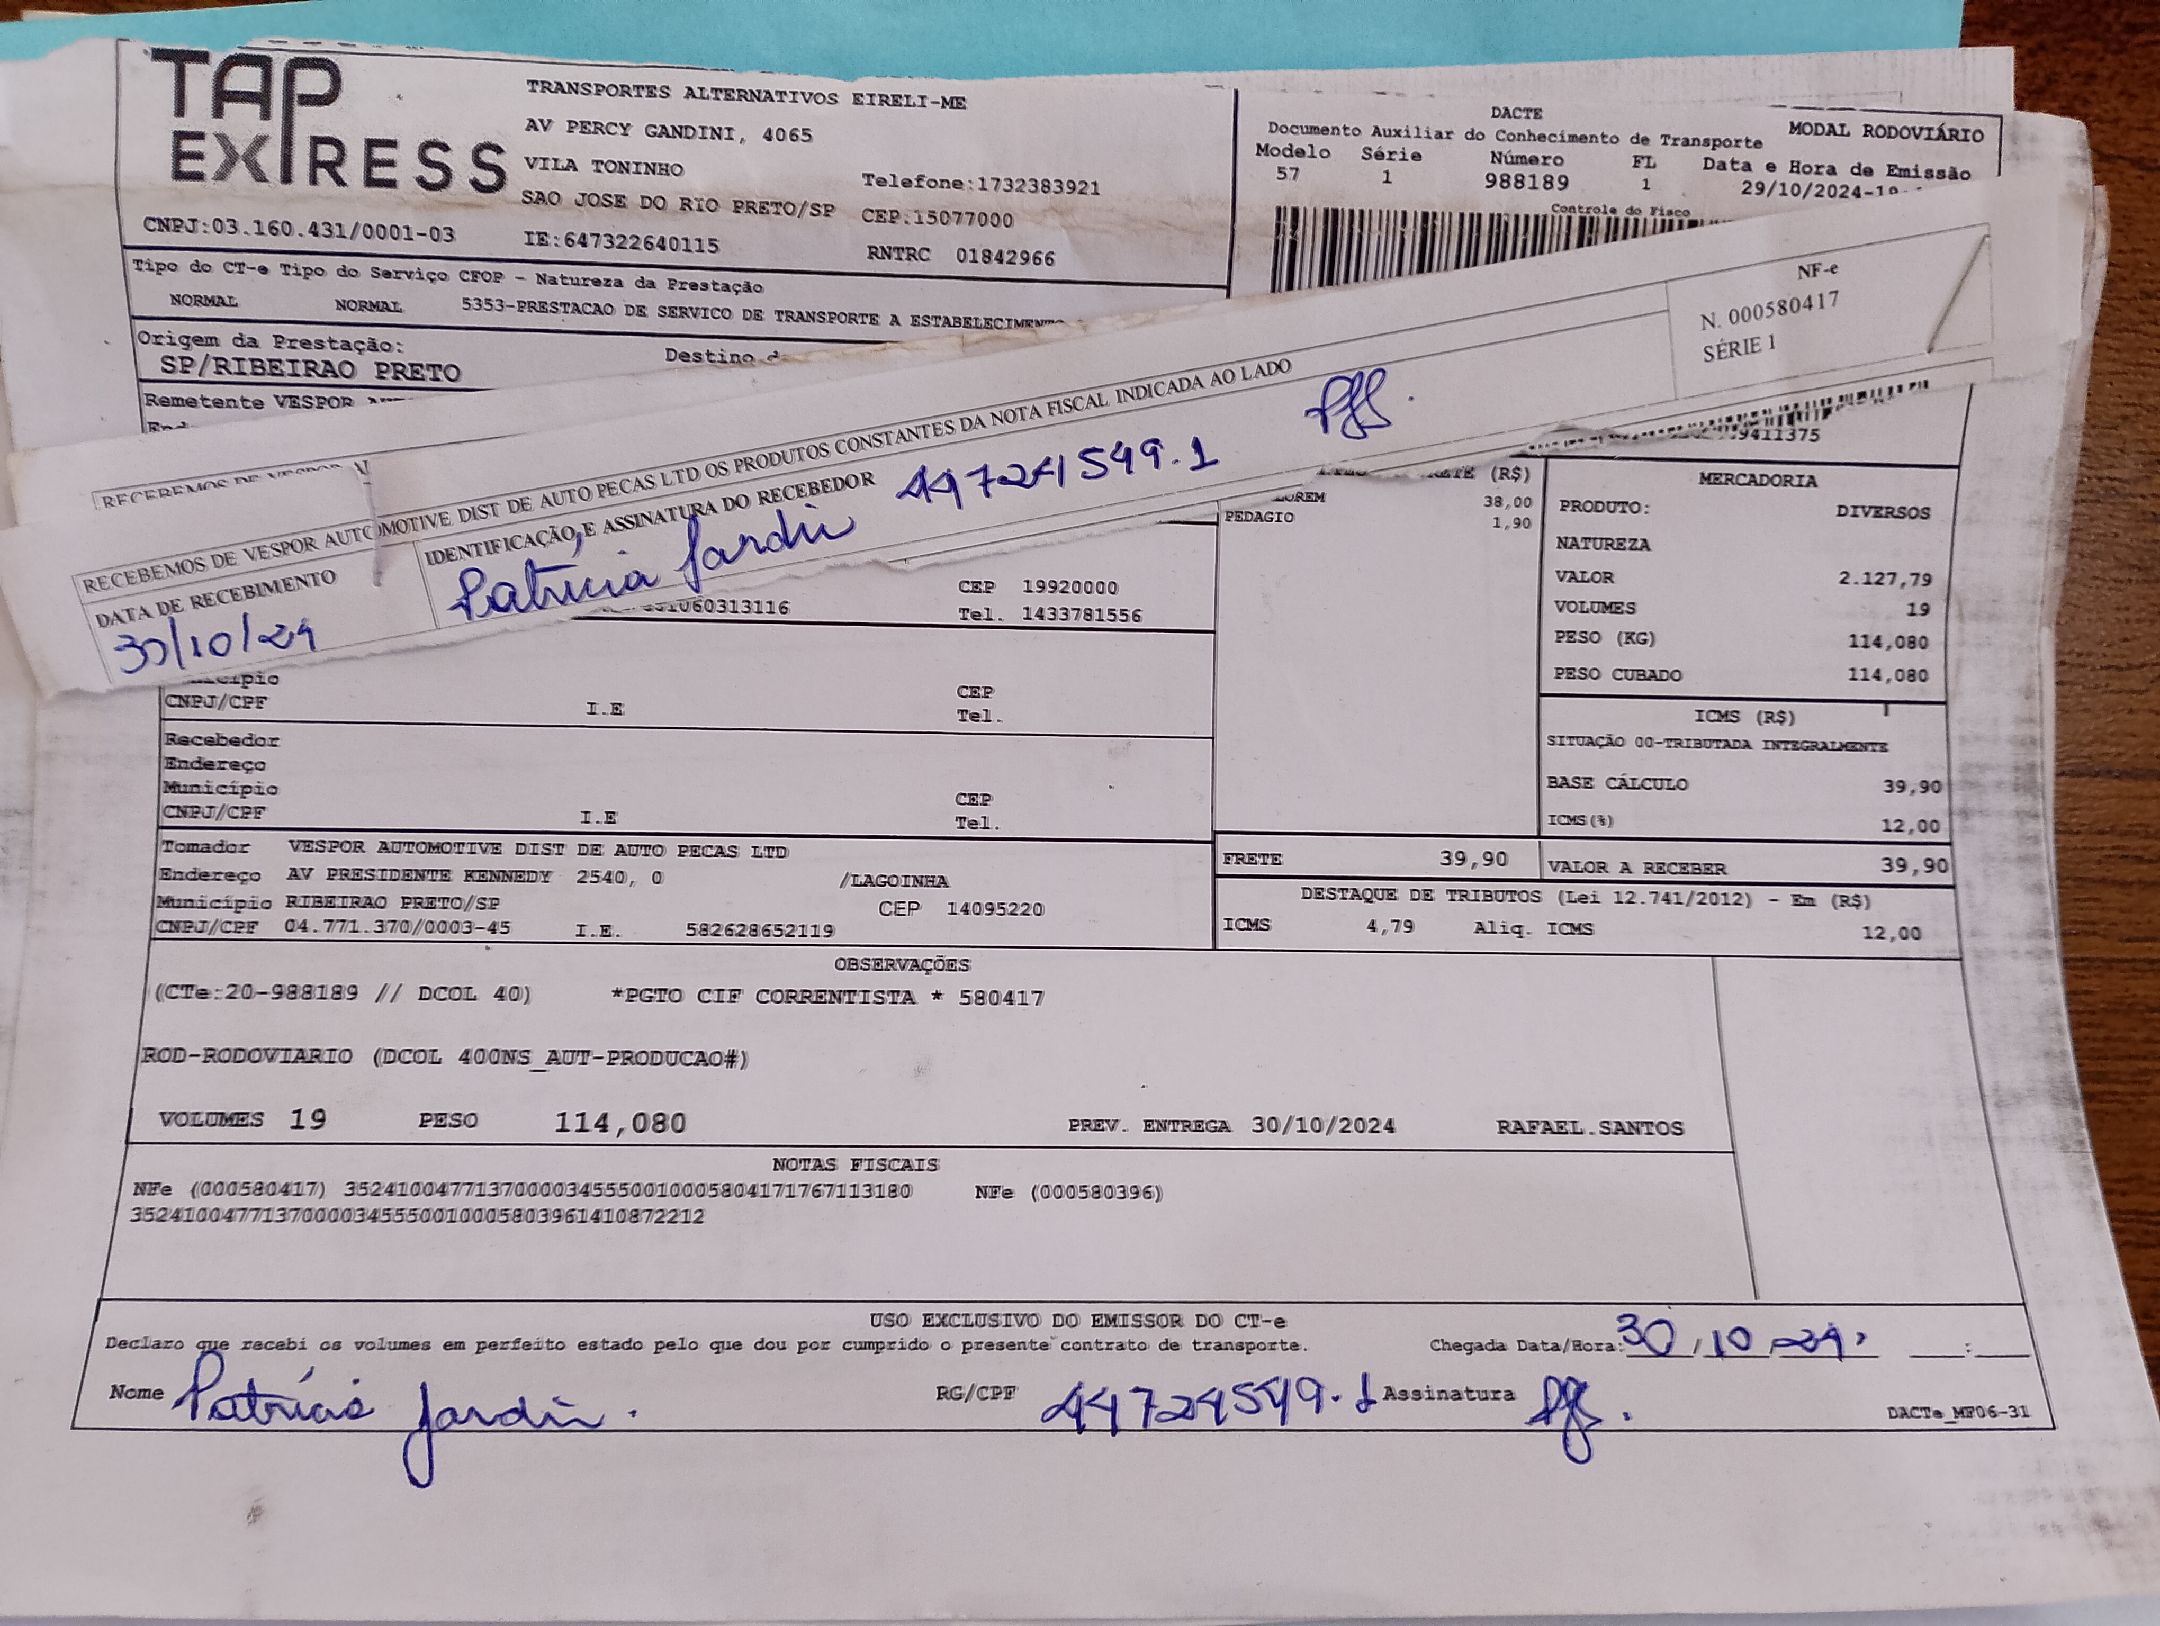 TAP EXPRESS
TRANSPORTES ALTERNATIVOS EIRELI-ME
AV PERCY GANDINI, 4065
VILA TONINHO
Telefone:1732383921
SAO JOSE DO RIO PRETO/SP CEP.15077000
CNPJ:03.160.431/0001-03 IE:647322640115 RNTRC 01842966
DACTE
Documento Auxiliar do Conhecimento de Transporte MODAL RODOVIÁRIO
Modelo Série Número FL Data e Hora de Emissão
57 1 988189 1 29/10/2024
Controle do Fisco
Tipo do CT-e Tipo do Serviço CFOP - Natureza da Prestação
NORMAL NORMAL 5353-PRESTACAO DE SERVICO DE TRANSPORTE A ESTABELECIMENTO
Origem da Prestação:
SP/RIBEIRAO PRETO
Destino
Remetente VESPOR
NF-e
N. 000580417
SÉRIE 1
RECEBEMOS DE VESPOR
RECEBEMOS DE VESPOR AUTOMOTIVE DIST DE AUTO PECAS LTD OS PRODUTOS CONSTANTES DA NOTA FISCAL INDICADA AO LADO
DATA DE RECEBIMENTO
30/10/24
IDENTIFICAÇÃO E ASSINATURA DO RECEBEDOR
Patrícia Jardin 44724549.1
9411375
(R$)
38,00
PEDAGIO 1,90
MERCADORIA
PRODUTO: DIVERSOS
NATUREZA
VALOR 2.127,79
VOLUMES 19
PESO (KG) 114,080
PESO CUBADO 114,080
CEP 19920000
060313116 Tel. 1433781556
CEP
CNPJ/CPF I.E Tel.
Recebedor
Endereço
Município CEP
CNPJ/CPF I.E Tel.
ICMS (R$)
SITUAÇÃO 00-TRIBUTADA INTEGRALMENTE
BASE CÁLCULO 39,90
ICMS(%) 12,00
Tomador VESPOR AUTOMOTIVE DIST DE AUTO PECAS LTD
Endereço AV PRESIDENTE KENNEDY 2540, 0 /LAGOINHA
Município RIBEIRAO PRETO/SP CEP 14095220
CNPJ/CPF 04.771.370/0003-45 I.E. 582628652119
FRETE 39,90 VALOR A RECEBER 39,90
DESTAQUE DE TRIBUTOS (Lei 12.741/2012) - Em (R$)
ICMS 4,79 Aliq. ICMS 12,00
OBSERVAÇÕES
(CTe:20-988189 // DCOL 40) *PGTO CIF CORRENTISTA * 580417
ROD-RODOVIARIO (DCOL 400NS_AUT-PRODUCAO#)
VOLUMES 19 PESO 114,080 PREV. ENTREGA 30/10/2024 RAFAEL.SANTOS
NOTAS FISCAIS
NFe (000580417) 35241004771370000345550010005804171767113180 NFe (000580396)
35241004771370000345550010005803961410872212
USO EXCLUSIVO DO EMISSOR DO CT-e
Declaro que recebi os volumes em perfeito estado pelo que dou por cumprido o presente contrato de transporte. Chegada Data/Hora: 30/10/24
Nome Patrícia Jardin. RG/CPF 44724549.1 Assinatura
DACTe_MF06-31